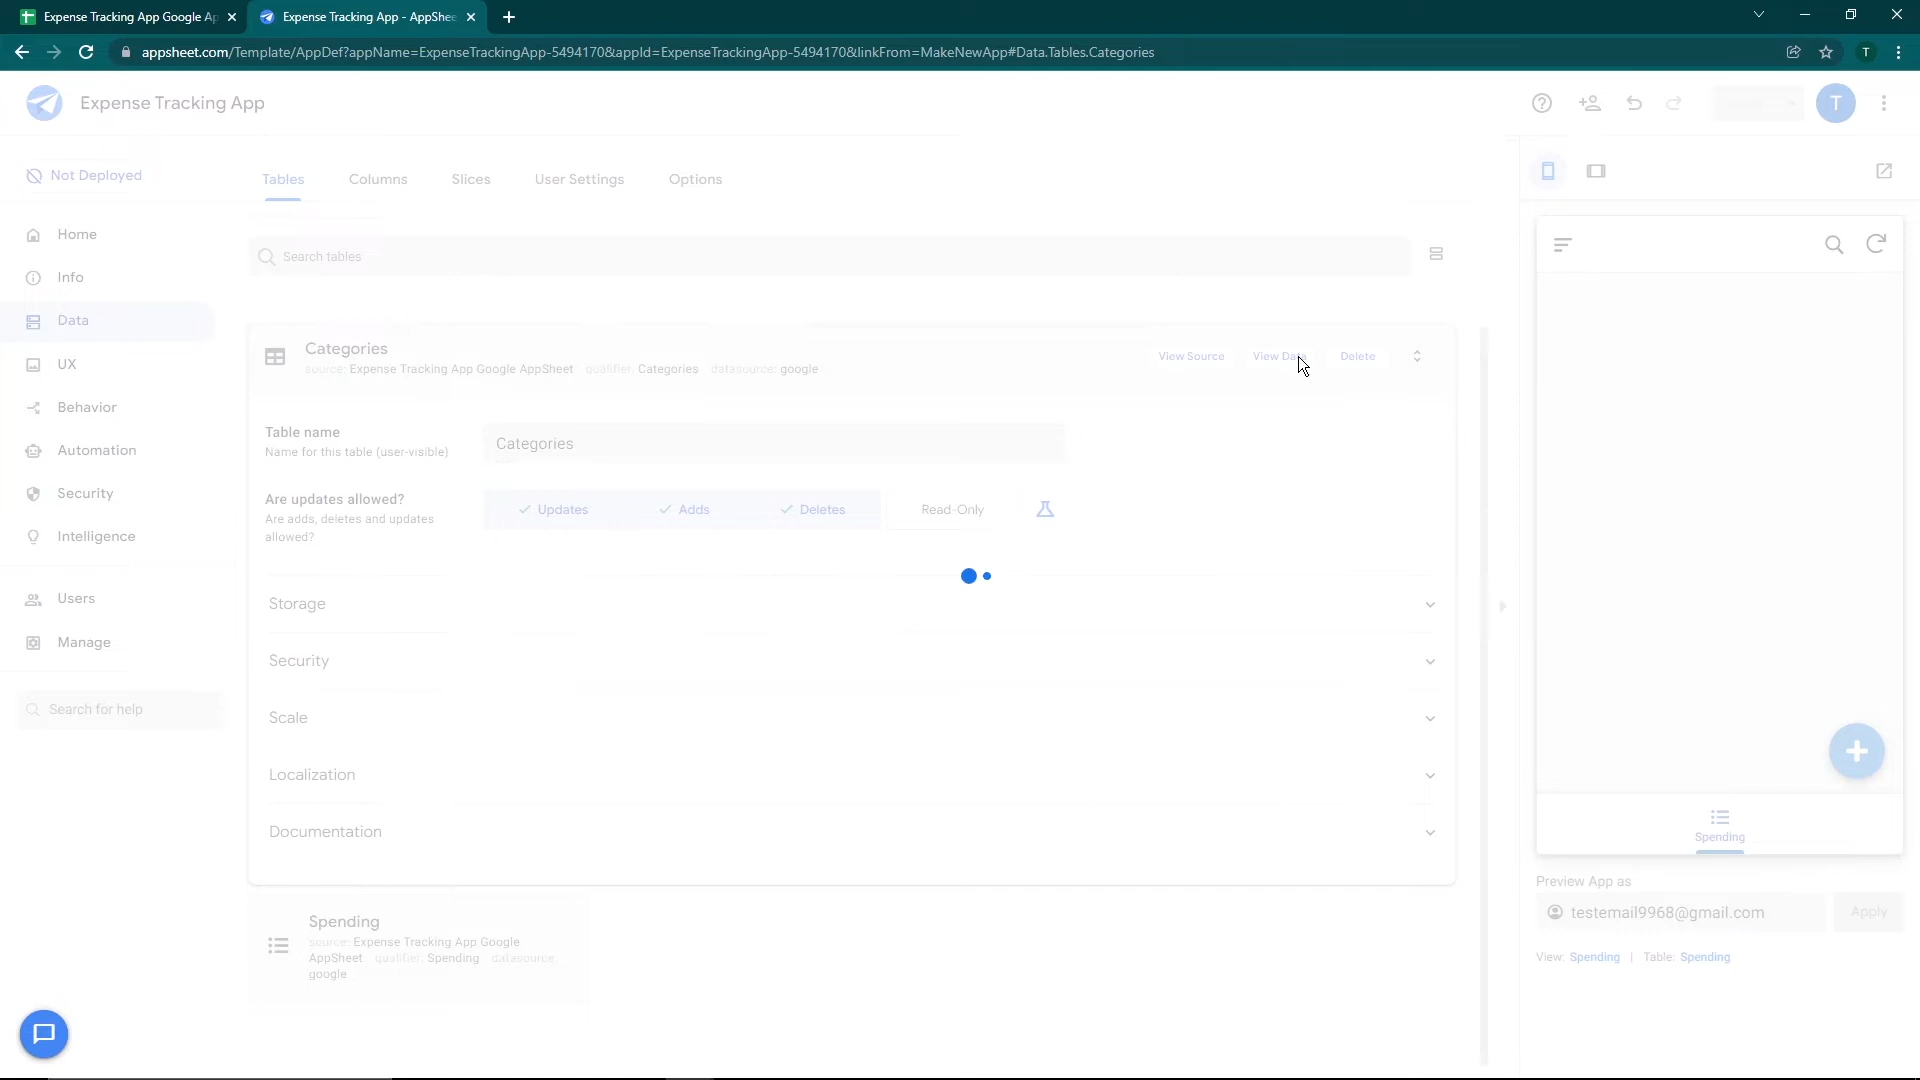 Expense Tracking App Google Ap
Expense Tracking App - AppShee
appsheet.com/Template/AppDef?appName=ExpenseTrackingApp-5494170&appId=ExpenseTrackingApp-5494170&linkFrom=MakeNewApp#Data.Tables.Categories
T
Expense Tracking App
T
Not Deployed
Tables Columns Slices User Settings Options
Home
Info
Data
UX
Behavior
Automation
Security
Intelligence
Users
Manage
Search for help
Search tables
Categories
source: Expense Tracking App Google AppSheet qualifier: Categories datasource: google
View Source View Data Delete
Table name
Name for this table (user-visible)
Categories
Are updates allowed?
Are adds, deletes and updates
allowed?
Updates Adds Deletes Read-Only
Storage
Security
Scale
Localization
Documentation
Spending
source: Expense Tracking App Google
AppSheet qualifier: Spending datasource:
google
Spending
Preview App as
testemail9968@gmail.com Apply
View: Spending | Table: Spending